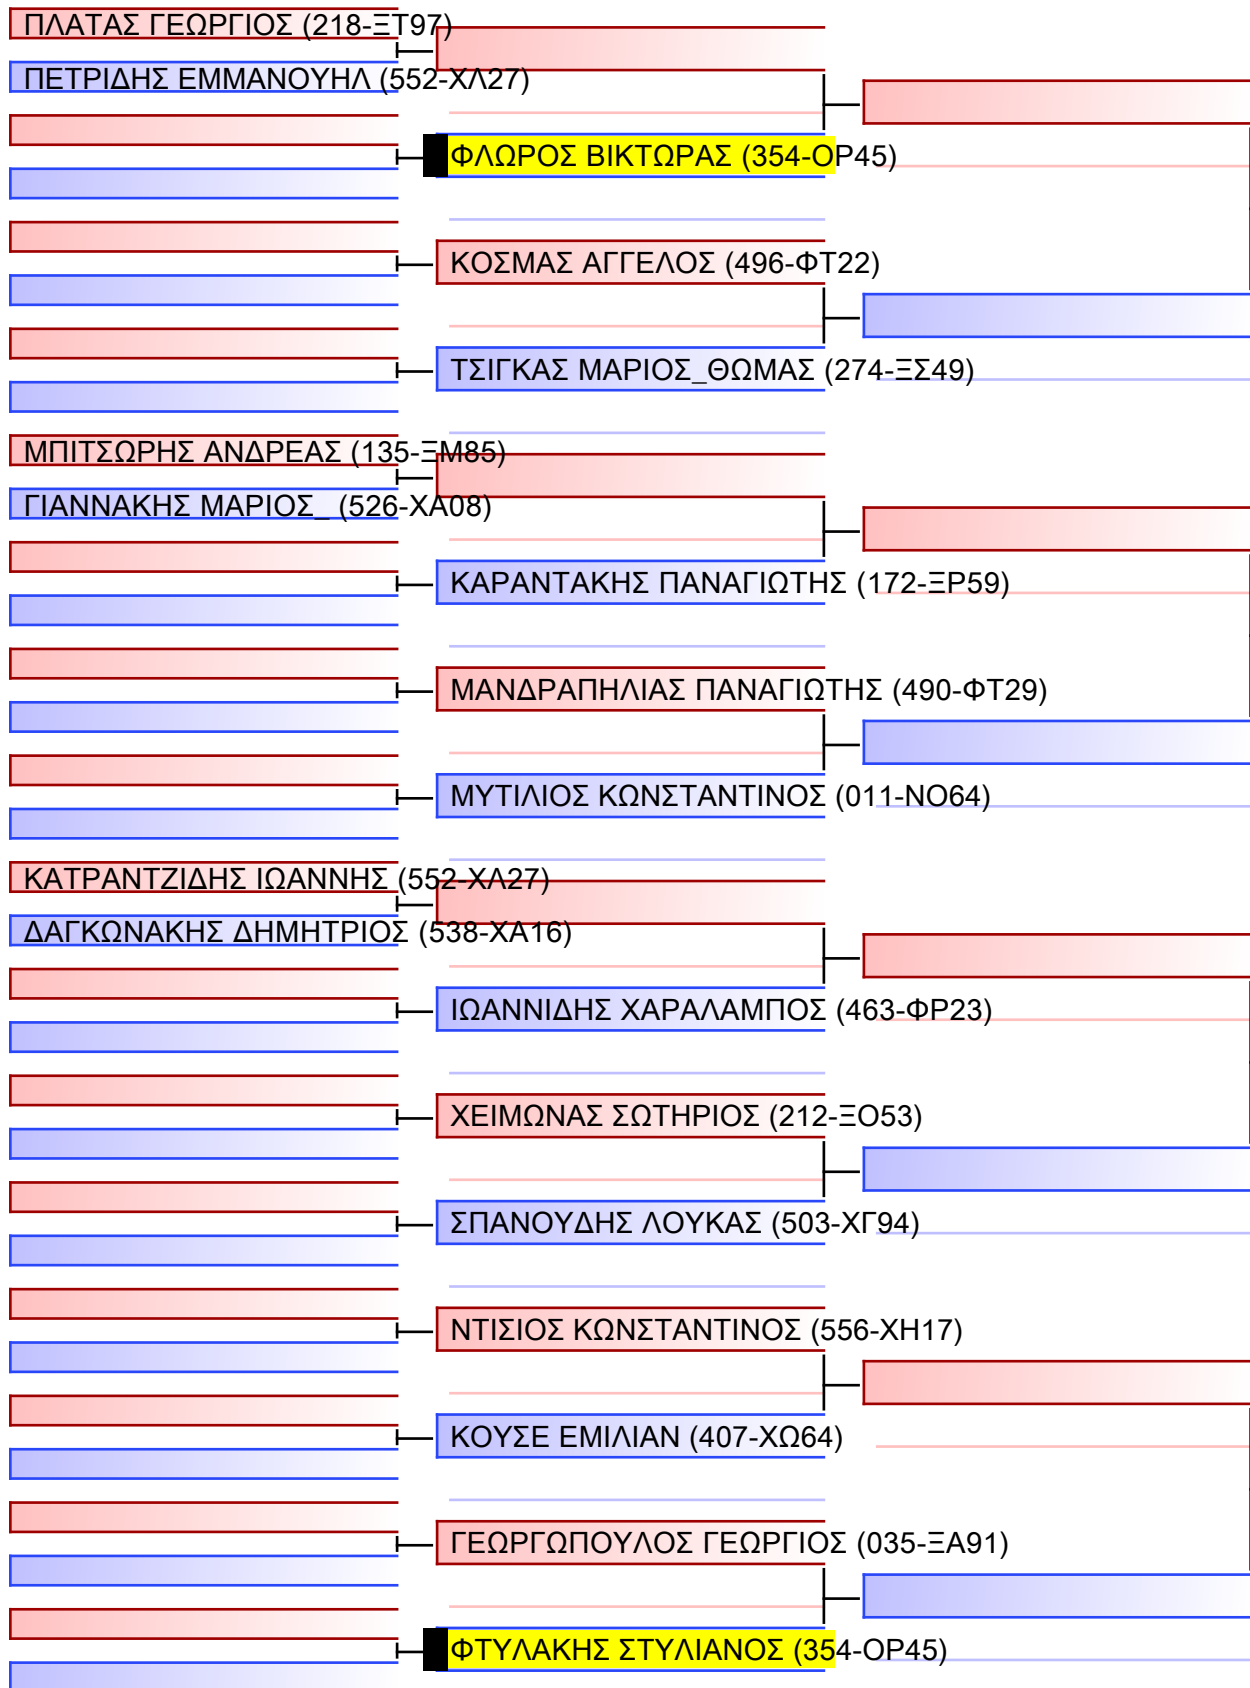 ΠΛΑΤΑΣ ΓΕΩΡΓΙΟΣ (218-ΞΤ97)
ΠΕΤΡΙΔΗΣ ΕΜΜΑΝΟΥΗΛ (552-ΧΛ27)
ΦΛΩΡΟΣ ΒΙΚΤΩΡΑΣ (354-ΟΡ45)
ΚΟΣΜΑΣ ΑΓΓΕΛΟΣ (496-ΦΤ22)
ΤΣΙΓΚΑΣ ΜΑΡΙΟΣ_ΘΩΜΑΣ (274-ΞΣ49)
ΜΠΙΤΣΩΡΗΣ ΑΝΔΡΕΑΣ (135-ΞΜ85)
ΓΙΑΝΝΑΚΗΣ ΜΑΡΙΟΣ_ (526-ΧΑ08)
ΚΑΡΑΝΤΑΚΗΣ ΠΑΝΑΓΙΩΤΗΣ (172-ΞΡ59)
ΜΑΝΔΡΑΠΗΛΙΑΣ ΠΑΝΑΓΙΩΤΗΣ (490-ΦΤ29)
ΜΥΤΙΛΙΟΣ ΚΩΝΣΤΑΝΤΙΝΟΣ (011-ΝΟ64)
ΚΑΤΡΑΝΤΖΙΔΗΣ ΙΩΑΝΝΗΣ (552-ΧΛ27)
ΔΑΓΚΩΝΑΚΗΣ ΔΗΜΗΤΡΙΟΣ (538-ΧΑ16)
ΙΩΑΝΝΙΔΗΣ ΧΑΡΑΛΑΜΠΟΣ (463-ΦΡ23)
ΧΕΙΜΩΝΑΣ ΣΩΤΗΡΙΟΣ (212-ΞΟ53)
ΣΠΑΝΟΥΔΗΣ ΛΟΥΚΑΣ (503-ΧΓ94)
ΝΤΙΣΙΟΣ ΚΩΝΣΤΑΝΤΙΝΟΣ (556-ΧΗ17)
ΚΟΥΣΕ ΕΜΙΛΙΑΝ (407-ΧΩ64)
ΓΕΩΡΓΩΠΟΥΛΟΣ ΓΕΩΡΓΙΟΣ (035-ΞΑ91)
ΦΤΥΛΑΚΗΣ ΣΤΥΛΙΑΝΟΣ (354-ΟΡ45)